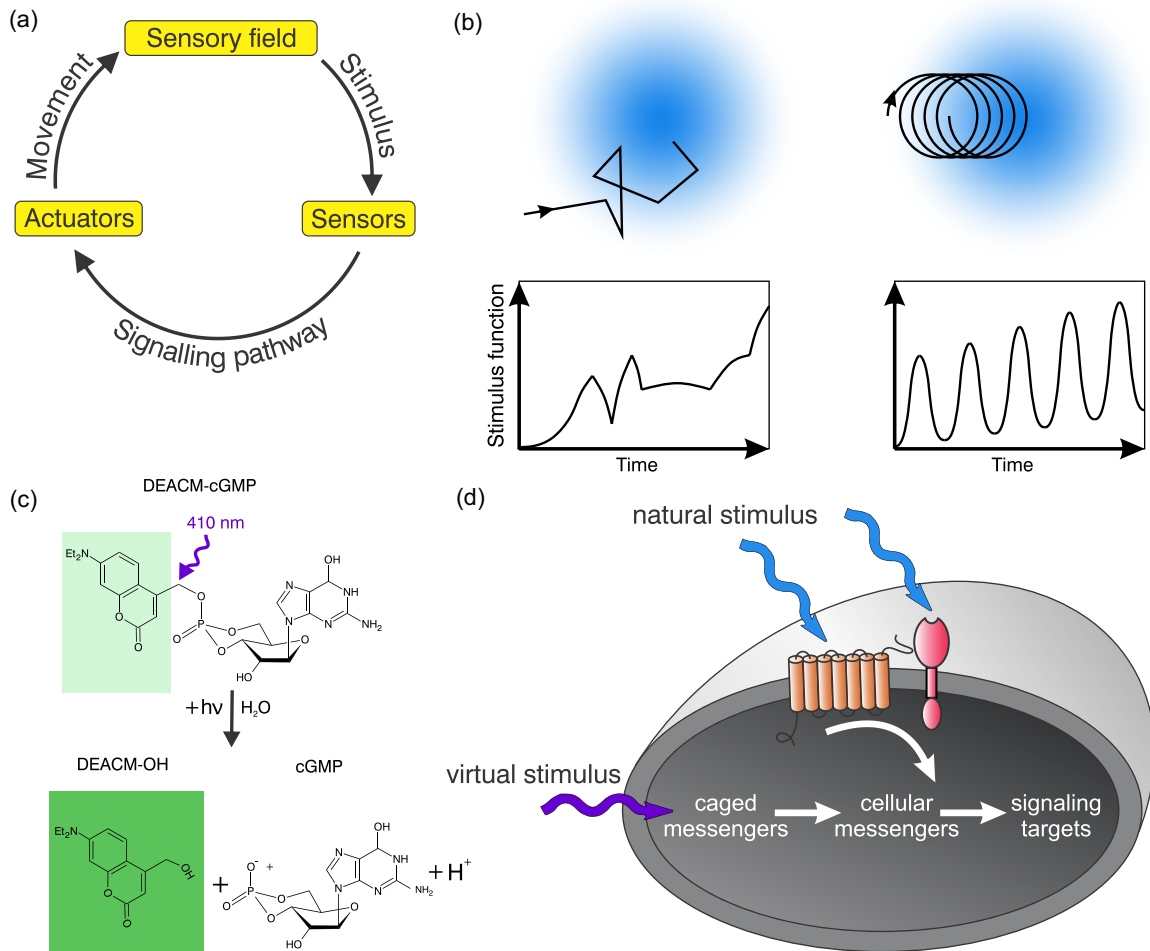 (a)
Sensory field
Movement
Stimulus
Actuators
Sensors
Signalling pathway
(b)
Stimulus function
Time
Time
(c)
DEACM-cGMP
410 nm
Et₂N
O
O
O
P
O
O
O
HO
O
N
N
N
N
OH
NH
NH₂
+hν
H₂O
DEACM-OH
cGMP
Et₂N
O
O
OH
+
O⁻
+
P
O
O
O
HO
O
N
N
N
N
OH
NH
NH₂
+ H⁺
(d)
natural stimulus
virtual stimulus
caged
messengers
cellular
messengers
signaling
targets